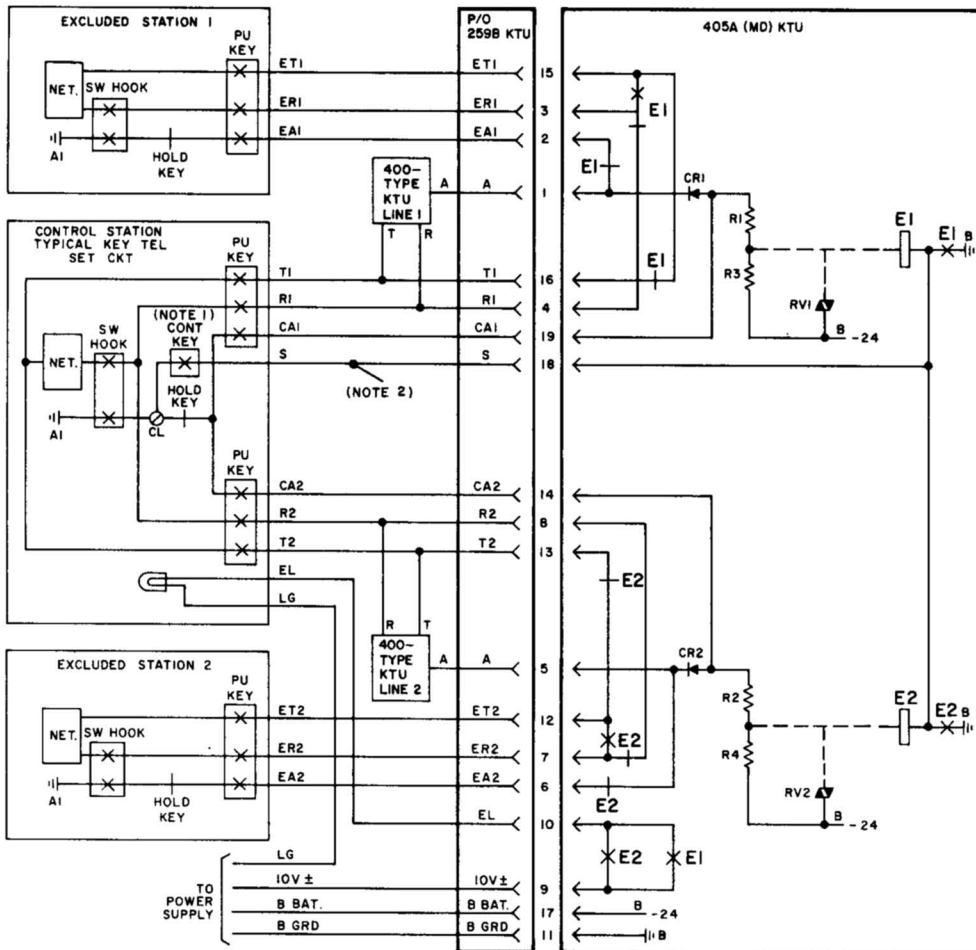 EXCLUDED STATION 1
PU KEY
NET.
SW HOOK
A1
HOLD KEY
ET1
ER1
EA1
P/O 259B KTU
ET1
ER1
EA1
A
15
3
2
1
405A (MD) KTU
E1
E1
E1
CR1
R1
R3
RV1
B
-24
E1
E1
B
400-TYPE KTU LINE 1
A
T
R
CONTROL STATION TYPICAL KEY TEL SET CKT
PU KEY
T1
R1
CA1
S
T1
R1
CA1
S
16
4
19
18
(NOTE 1)
CONT KEY
SW HOOK
NET.
HOLD KEY
A1
CL
(NOTE 2)
PU KEY
CA2
R2
T2
EL
LG
CA2
R2
T2
14
8
13
E2
R
T
400-TYPE KTU LINE 2
A
A
5
CR2
R2
R4
RV2
B
-24
E2
E2
B
EXCLUDED STATION 2
PU KEY
NET.
SW HOOK
A1
HOLD KEY
ET2
ER2
EA2
ET2
ER2
EA2
EL
12
7
6
10
E2
E2
E2
E1
TO POWER SUPPLY
LG
10V±
B BAT.
B GRD
10V±
B BAT.
B GRD
9
17
11
B
-24
B